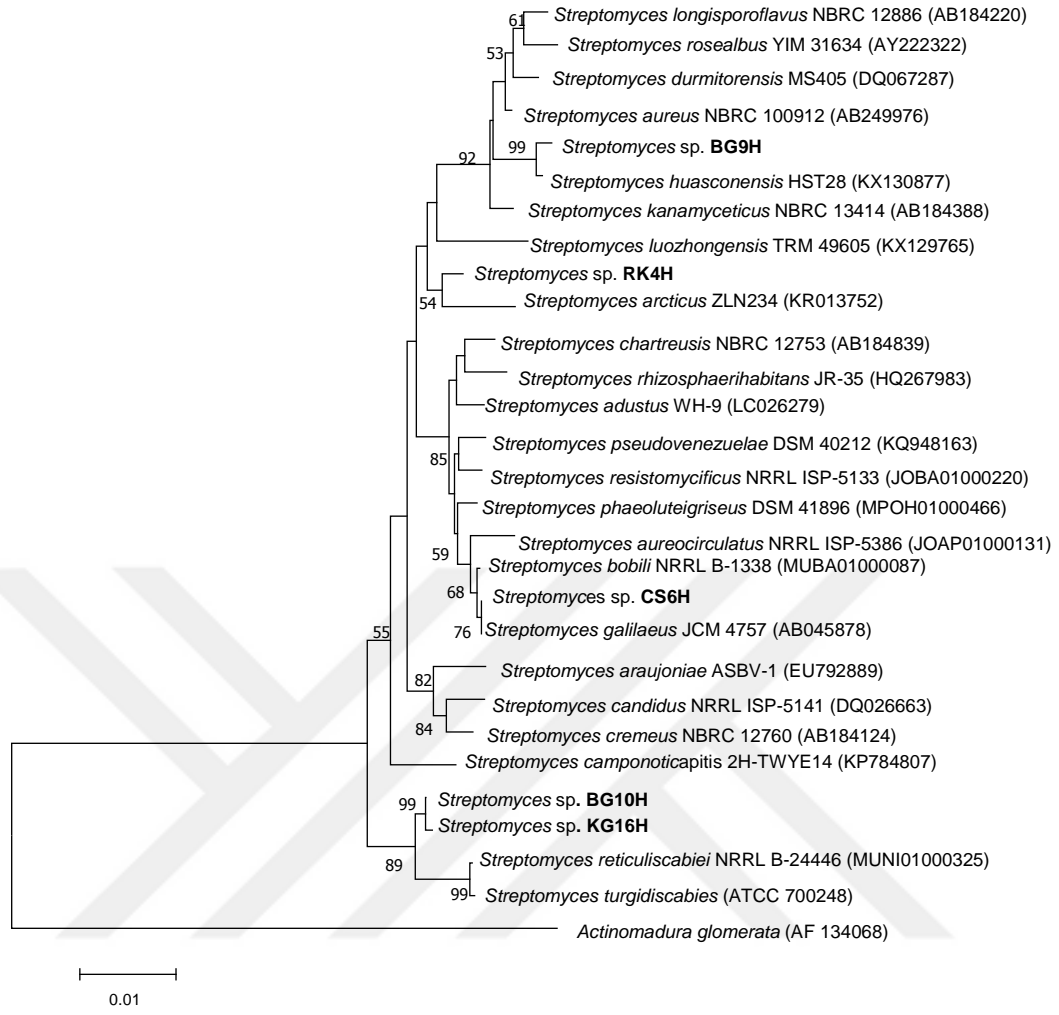 61
Streptomyces longisporoflavus NBRC 12886 (AB184220)
Streptomyces rosealbus YIM 31634 (AY222322)
53
Streptomyces durmitorensis MS405 (DQ067287)
Streptomyces aureus NBRC 100912 (AB249976)
99
Streptomyces sp. BG9H
92
Streptomyces huasconensis HST28 (KX130877)
Streptomyces kanamyceticus NBRC 13414 (AB184388)
Streptomyces luozhongensis TRM 49605 (KX129765)
Streptomyces sp. RK4H
54
Streptomyces arcticus ZLN234 (KR013752)
Streptomyces chartreusis NBRC 12753 (AB184839)
Streptomyces rhizosphaerihabitans JR-35 (HQ267983)
Streptomyces adustus WH-9 (LC026279)
Streptomyces pseudovenezuelae DSM 40212 (KQ948163)
85
Streptomyces resistomycificus NRRL ISP-5133 (JOBA01000220)
Streptomyces phaeoluteigriseus DSM 41896 (MPOH01000466)
Streptomyces aureocirculatus NRRL ISP-5386 (JOAP01000131)
59
Streptomyces bobili NRRL B-1338 (MUBA01000087)
68
Streptomyces sp. CS6H
76
Streptomyces galilaeus JCM 4757 (AB045878)
55
Streptomyces araujoniae ASBV-1 (EU792889)
82
Streptomyces candidus NRRL ISP-5141 (DQ026663)
84
Streptomyces cremeus NBRC 12760 (AB184124)
Streptomyces camponoticapitis 2H-TWYE14 (KP784807)
99
Streptomyces sp. BG10H
Streptomyces sp. KG16H
89
Streptomyces reticuliscabiei NRRL B-24446 (MUNI01000325)
99
Streptomyces turgidiscabies (ATCC 700248)
Actinomadura glomerata (AF 134068)
0.01